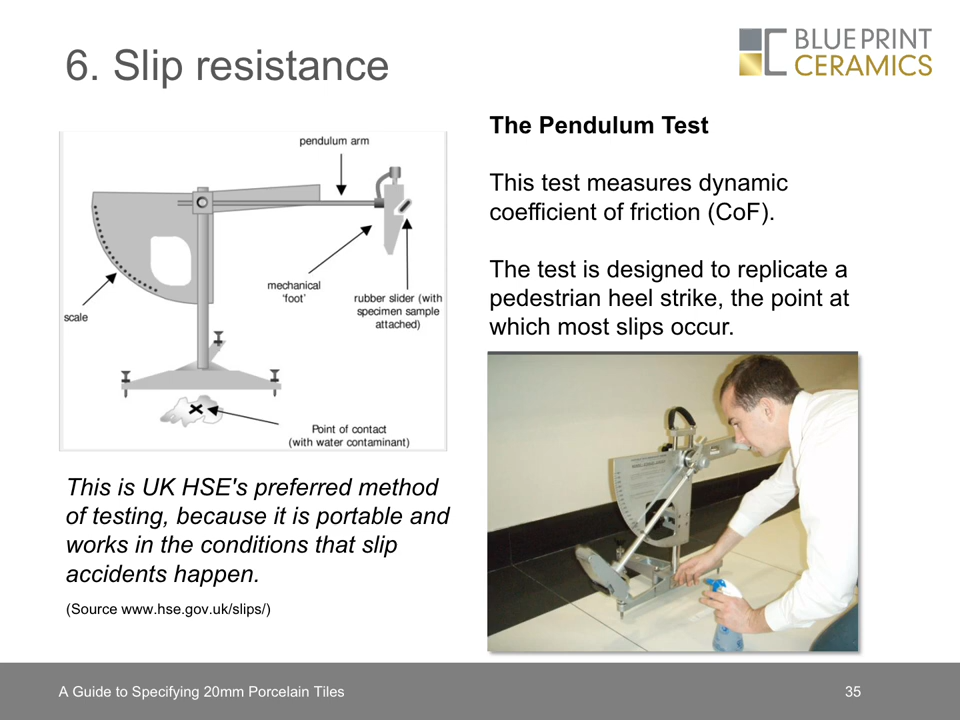 6. Slip resistance
BLUEPRINT
CERAMICS
pendulum arm
mechanical
‘foot’
rubber slider (with
specimen sample
attached)
scale
Point of contact
(with water contaminant)
This is UK HSE's preferred method
of testing, because it is portable and
works in the conditions that slip
accidents happen.
(Source www.hse.gov.uk/slips/)
The Pendulum Test
This test measures dynamic
coefficient of friction (CoF).
The test is designed to replicate a
pedestrian heel strike, the point at
which most slips occur.
A Guide to Specifying 20mm Porcelain Tiles
35